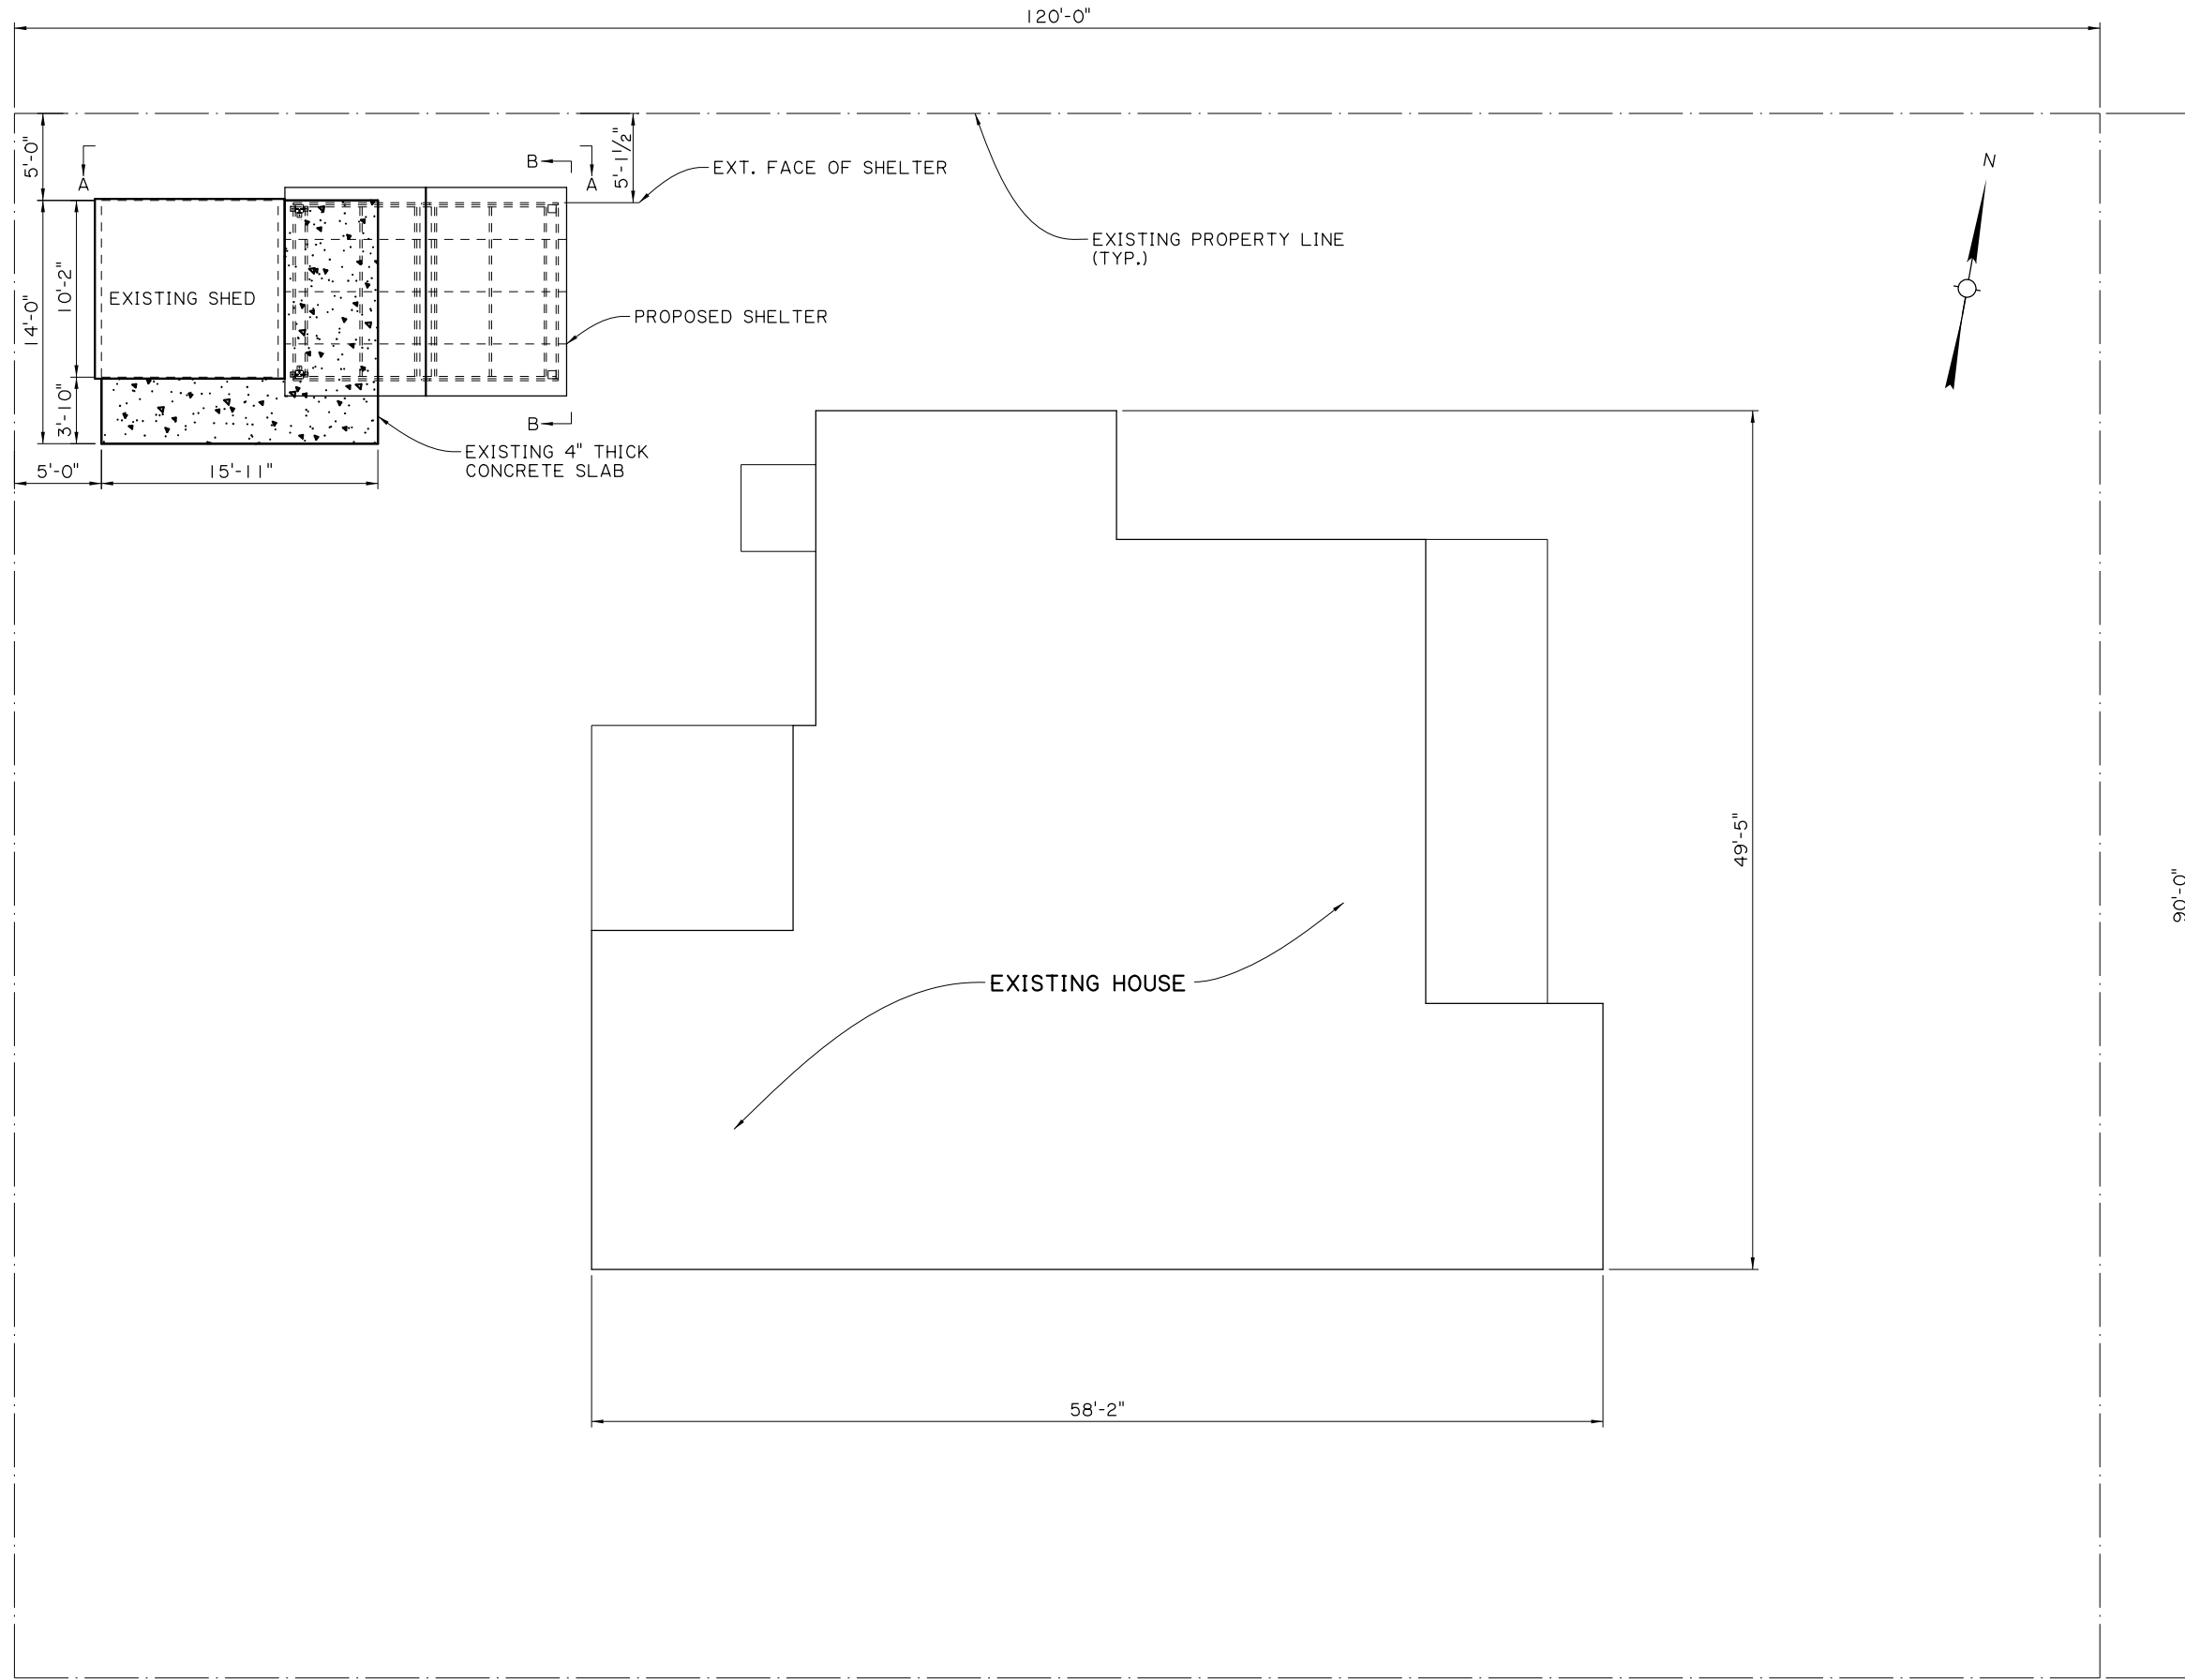 120'-0"
N
5'-0"
A
B
A
5'-1 1/2"
EXT. FACE OF SHELTER
EXISTING PROPERTY LINE
(TYP.)
14'-0"
10'-2"
EXISTING SHED
PROPOSED SHELTER
3'-10"
B
EXISTING 4" THICK
CONCRETE SLAB
5'-0"
15'-11"
49'-5"
90'-0"
EXISTING HOUSE
58'-2"